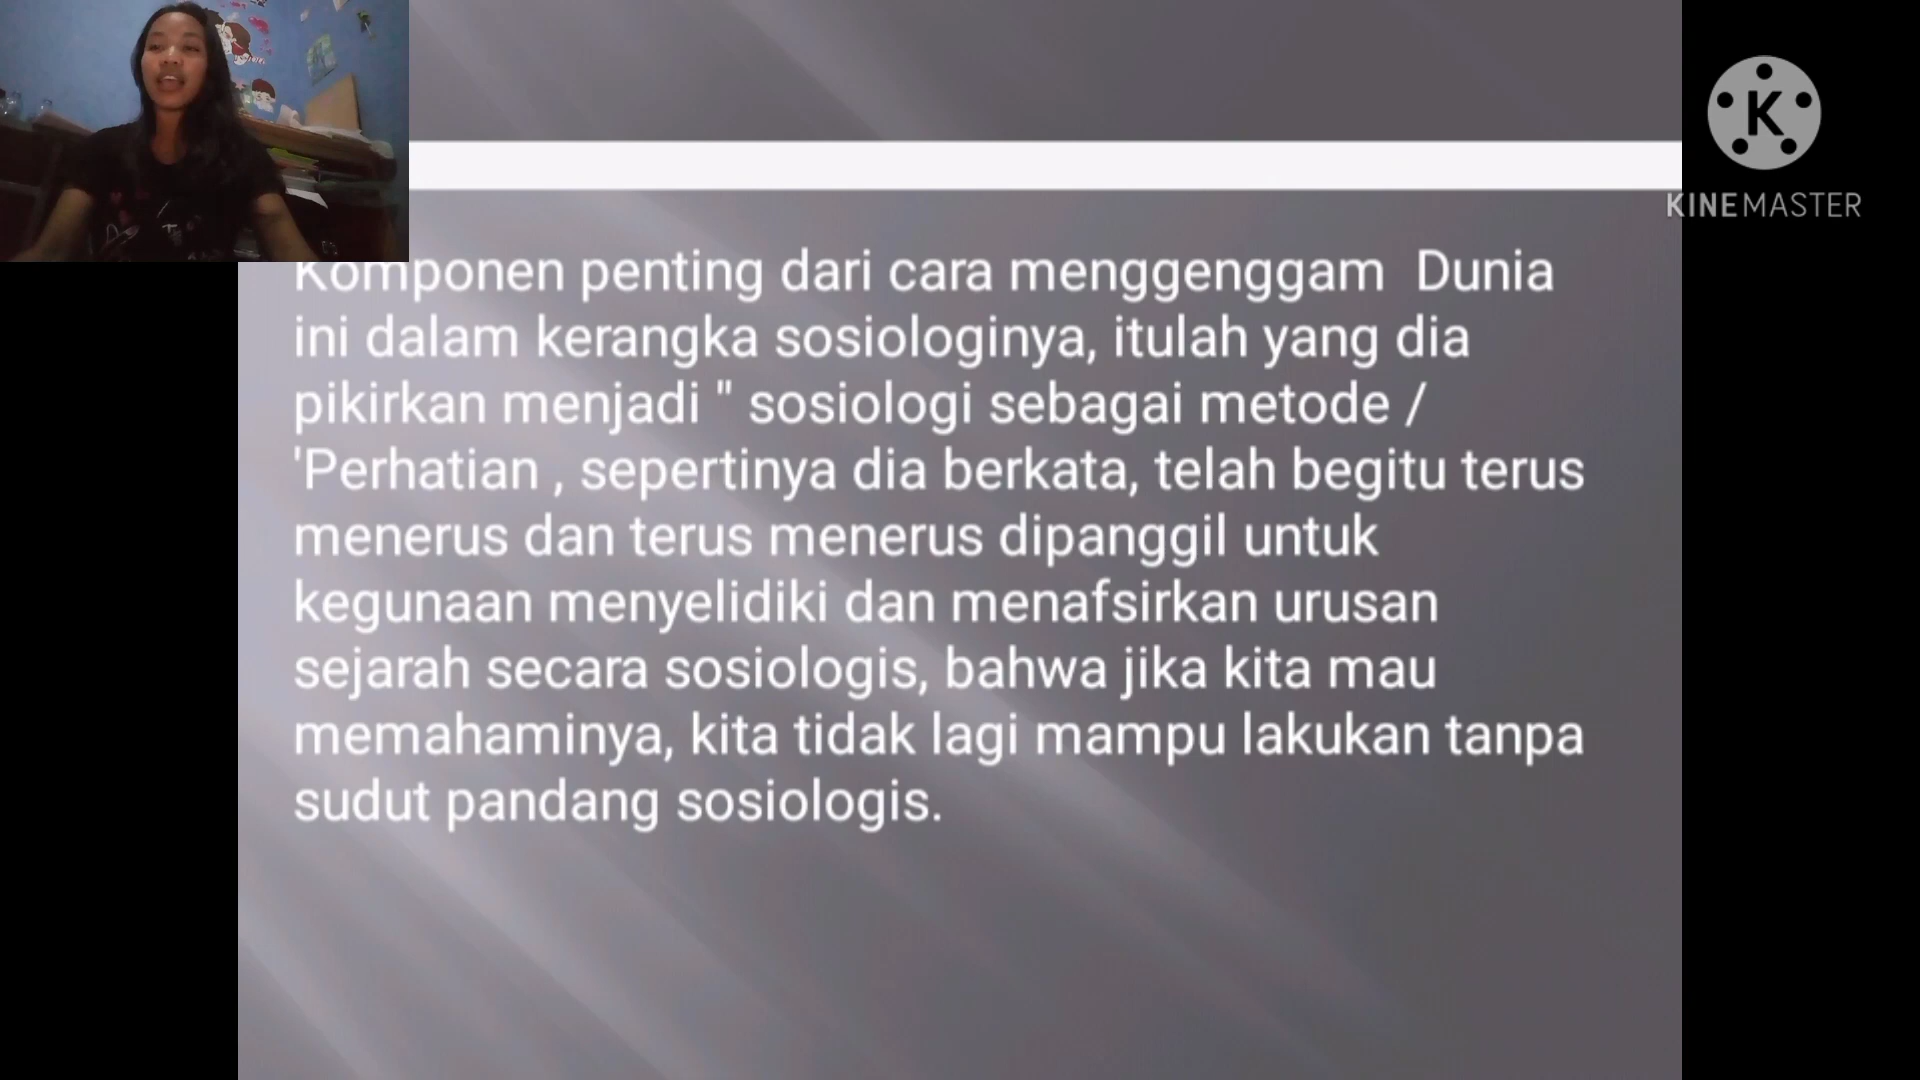 Komponen penting dari cara menggenggam Dunia
ini dalam kerangka sosiologinya, itulah yang dia
pikirkan menjadi " sosiologi sebagai metode /
'Perhatian , sepertinya dia berkata, telah begitu terus
menerus dan terus menerus dipanggil untuk
kegunaan menyelidiki dan menafsirkan urusan
sejarah secara sosiologis, bahwa jika kita mau
memahaminya, kita tidak lagi mampu lakukan tanpa
sudut pandang sosiologis.
K
KINEMASTER